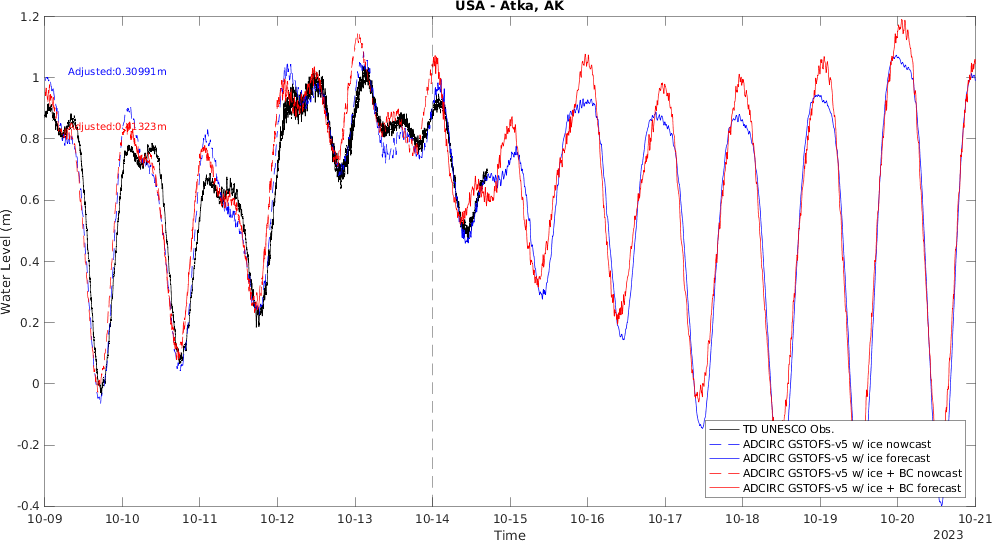 USA - Atka, AK
1.2
1
0.8
0.6
0.4
0.2
0
-0.2
-0.4
Water Level (m)
Adjusted:0.30991m
TD UNESCO Obs.
ADCIRC GSTOFS-v5 w/ ice nowcast
ADCIRC GSTOFS-v5 w/ ice forecast
ADCIRC GSTOFS-v5 w/ ice + BC nowcast
ADCIRC GSTOFS-v5 w/ ice + BC forecast
10-09 10-10 10-11 10-12 10-13 10-14 10-15 10-16 10-17 10-18 10-19 10-20 10-21
Time
2023